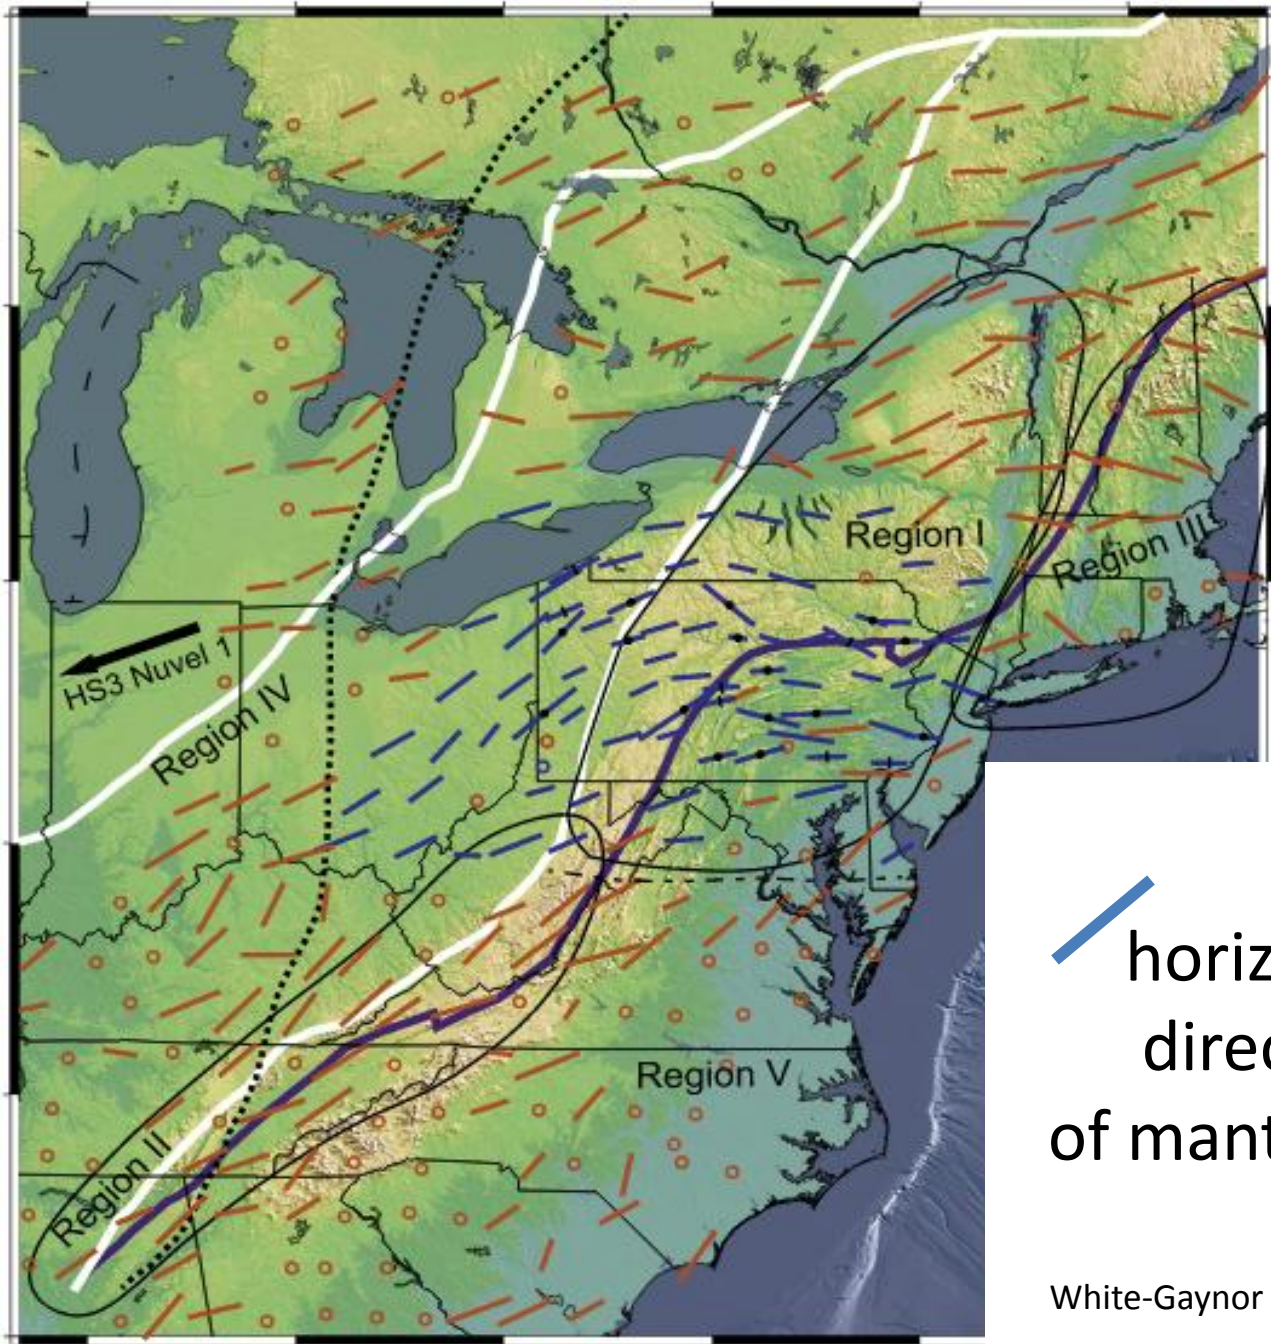 Region I
Region III
HS3 Nuvel 1
Region IV
Region V
Region II
horiz
direc
of mant
White-Gaynor